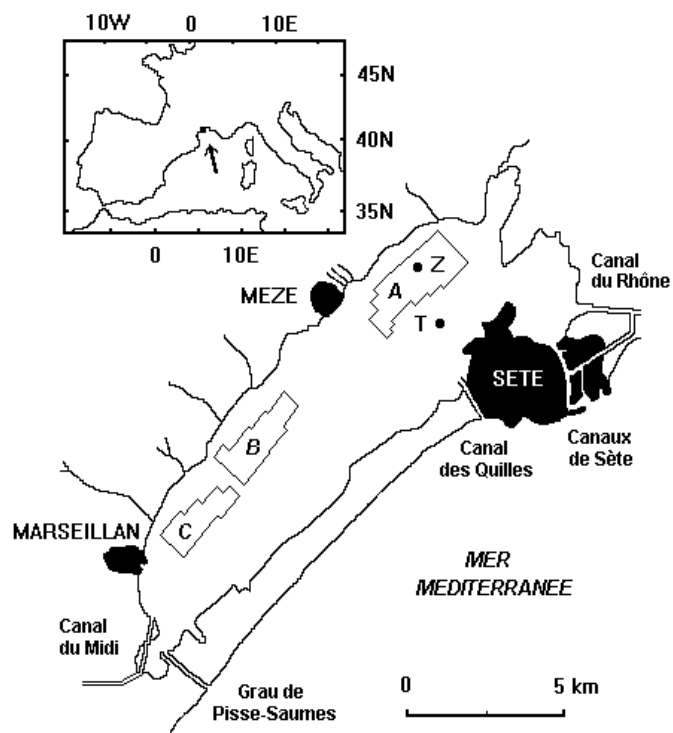 10W 0 10E
45N
40N
35N
0 10E
Canal
du Rhône
Z
A
MEZE
T
SETE
B
Canal
des Quilles
Canaux
de Sète
C
MARSEILLAN
MER
MEDITERRANEE
Canal
du Midi
Grau de
Pisse-Saumes
0 5 km